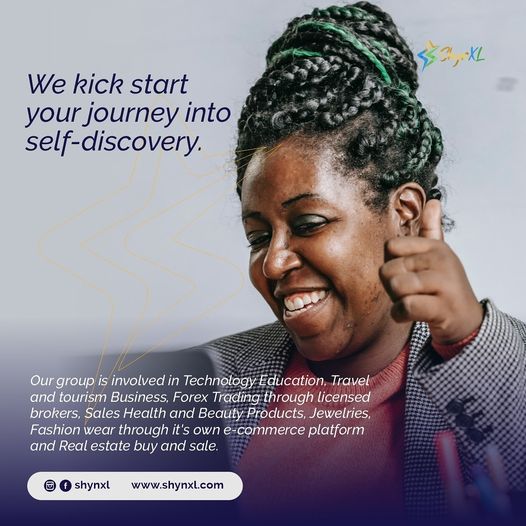 ShynXL
We kick start
your journey into
self-discovery.
Our group is involved in Technology Education, Travel
and tourism Business, Forex Trading through licensed
brokers, Sales Health and Beauty Products, Jewelries,
Fashion wear through it's own e-commerce platform
and Real estate buy and sale.
shynxl www.shynxl.com